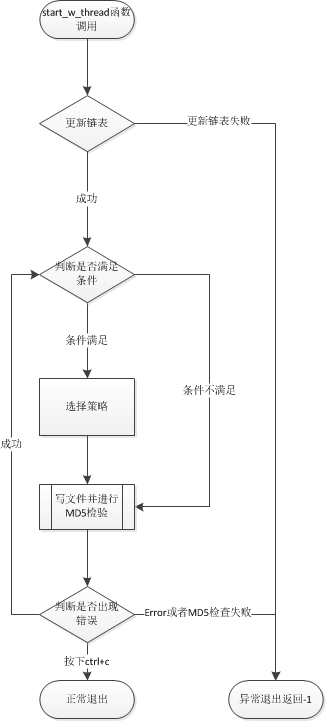 start_w_thread函数
调用
更新链表
更新链表失败
成功
判断是否满足
条件
条件满足
条件不满足
选择策略
成功
写文件并进行
MD5检验
判断是否出现
错误
Error或者MD5检查失败
按下ctrl+c
正常退出
异常退出返回-1